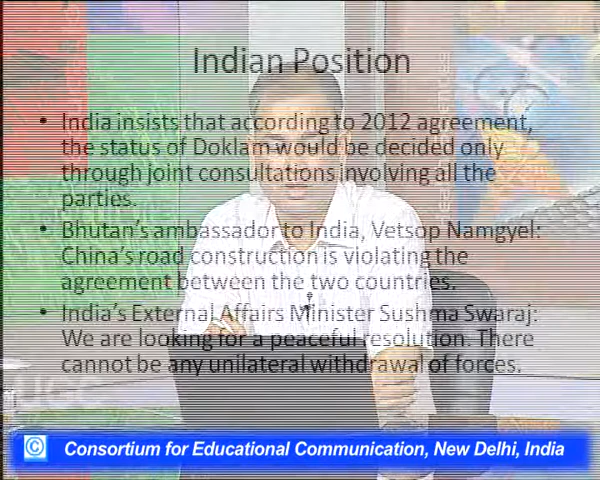 Indian Position
• India insists that according to 2012 agreement,
the status of Doklam would be decided only
through joint consultations involving all the
parties.
• Bhutan's ambassador to India, Vetsop Namgyel:
China's road construction is violating the
agreement between the two countries.
• India's External Affairs Minister Sushma Swaraj:
We are looking for a peaceful resolution. There
cannot be any unilateral withdrawal of forces.
UGC
© Consortium for Educational Communication, New Delhi, India